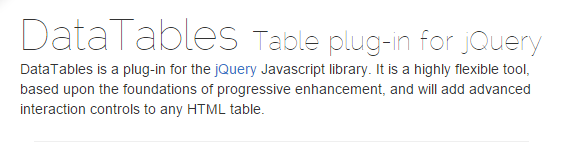 DataTables Table plug-in for jQuery
DataTables is a plug-in for the jQuery Javascript library. It is a highly flexible tool,
based upon the foundations of progressive enhancement, and will add advanced
interaction controls to any HTML table.